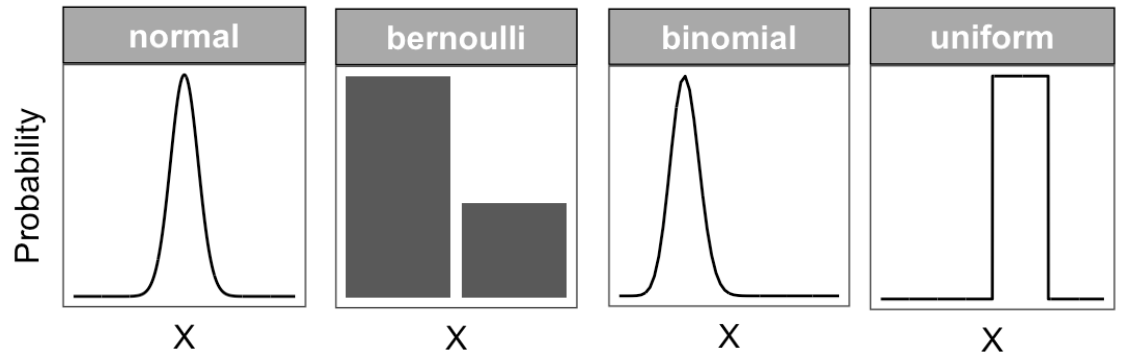 normal
bernoulli
binomial
uniform
Probability
X
X
X
X